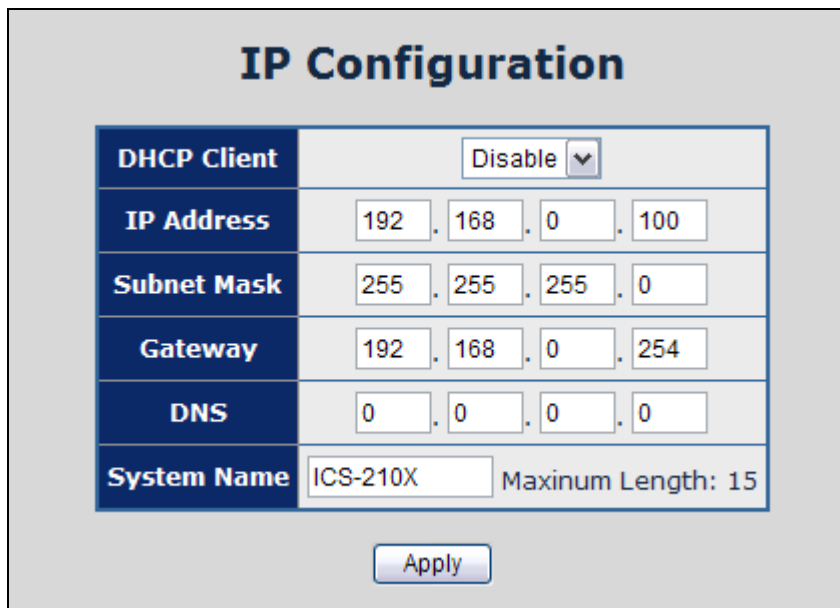 IP Configuration
DHCP Client Disable
IP Address 192 . 168 . 0 . 100
Subnet Mask 255 . 255 . 255 . 0
Gateway 192 . 168 . 0 . 254
DNS 0 . 0 . 0 . 0
System Name ICS-210X Maxinum Length: 15
Apply